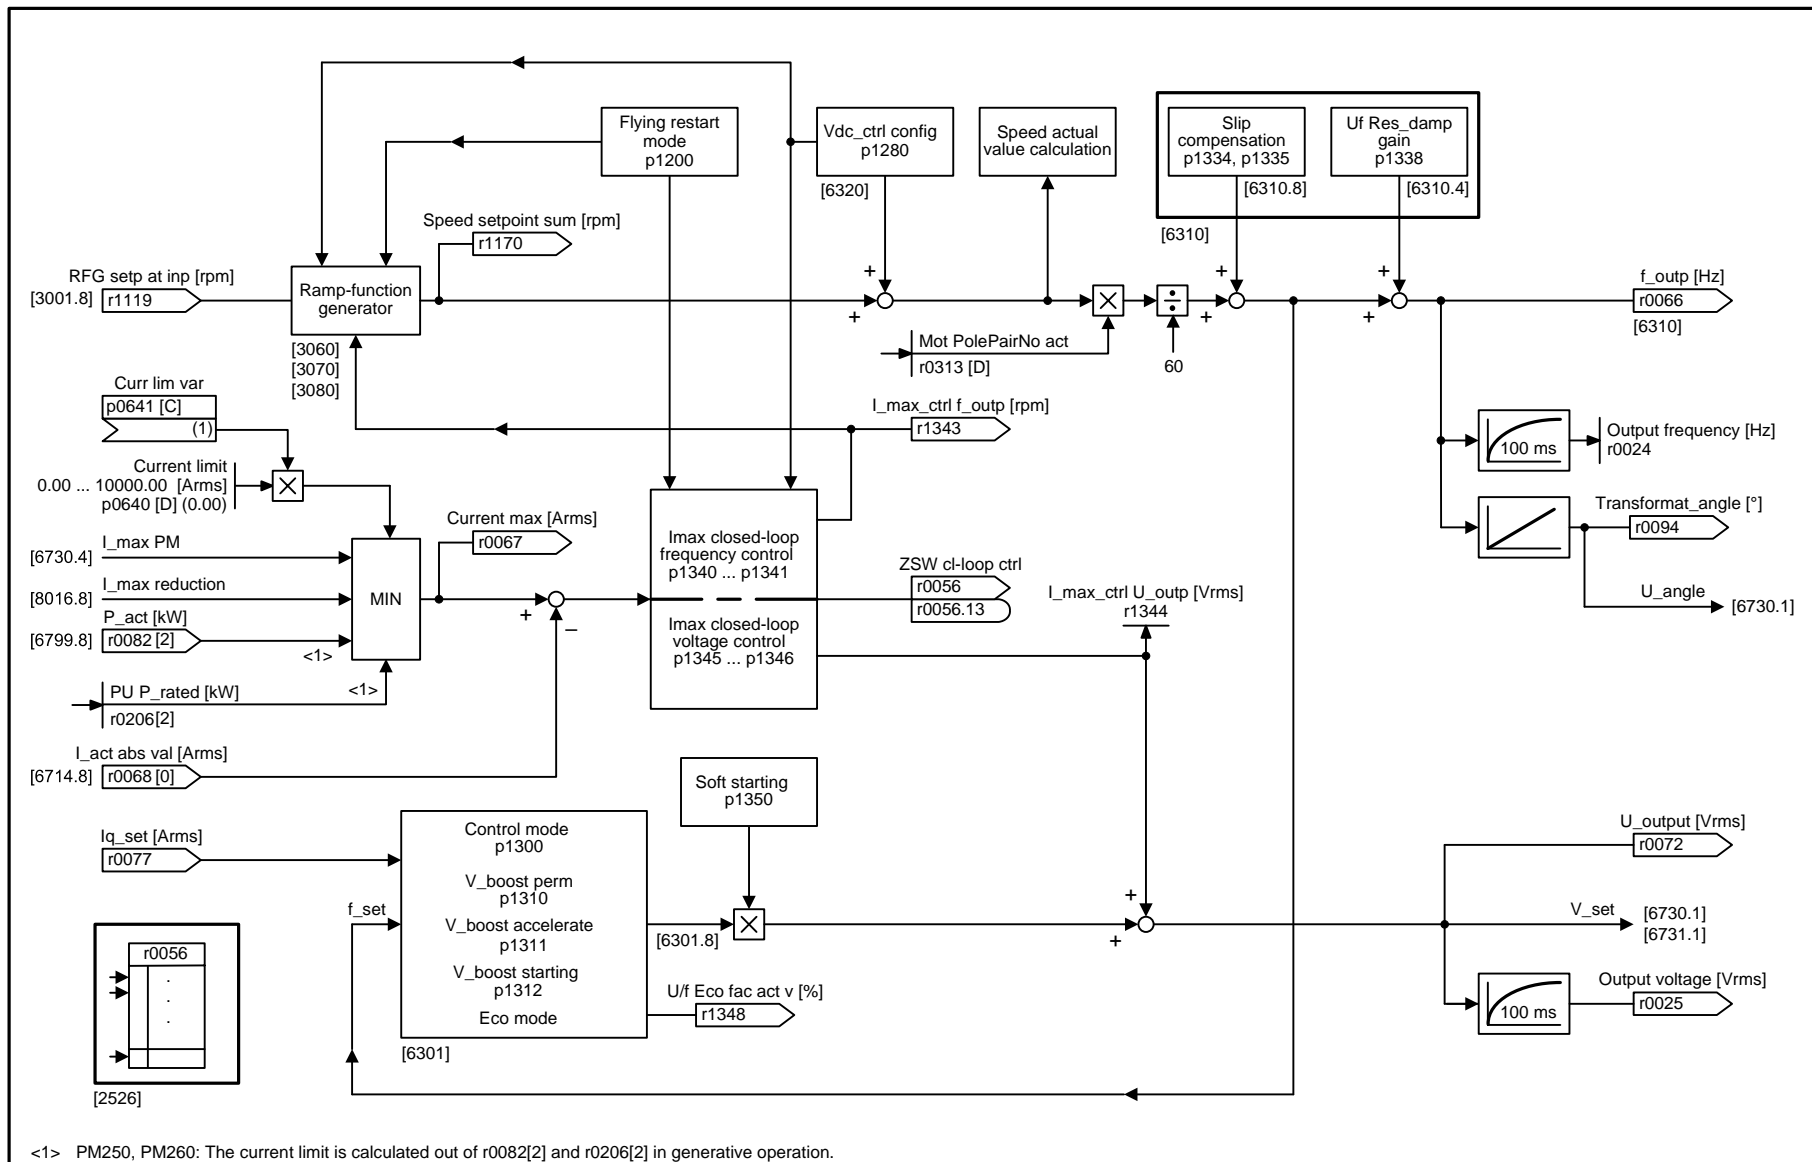 Flying restart
mode
p1200
Vdc_ctrl config
p1280
[6320]
Speed actual
value calculation
Slip
compensation
p1334, p1335
[6310.8]
Uf Res_damp
gain
p1338
[6310.4]
[6310]
Speed setpoint sum [rpm]
r1170
RFG setp at inp [rpm]
[3001.8]
r1119
Ramp-function
generator
[3060]
[3070]
[3080]
+
+
+
+
+
+
Mot PolePairNo act
r0313 [D]
60
f_outp [Hz]
r0066
[6310]
Curr lim var
p0641 [C]
(1)
Current limit
0.00 ... 10000.00 [Arms]
p0640 [D] (0.00)
I_max_ctrl f_outp [rpm]
r1343
100 ms
Output frequency [Hz]
r0024
Transformat_angle [°]
r0094
U_angle
[6730.1]
I_max PM
[6730.4]
I_max reduction
[8016.8]
P_act [kW]
[6799.8]
r0082 [2]
<1>
MIN
Current max [Arms]
r0067
+
–
PU P_rated [kW]
<1>
r0206[2]
I_act abs val [Arms]
[6714.8]
r0068 [0]
Imax closed-loop
frequency control
p1340 ... p1341
Imax closed-loop
voltage control
p1345 ... p1346
ZSW cl-loop ctrl
r0056
r0056.13
I_max_ctrl U_outp [Vrms]
r1344
Soft starting
p1350
Iq_set [Arms]
r0077
f_set
Control mode
p1300
V_boost perm
p1310
V_boost accelerate
p1311
V_boost starting
p1312
Eco mode
[6301]
[6301.8]
U/f Eco fac act v [%]
r1348
+
+
U_output [Vrms]
r0072
V_set
[6730.1]
[6731.1]
100 ms
Output voltage [Vrms]
r0025
r0056
.
.
.
[2526]
<1> PM250, PM260: The current limit is calculated out of r0082[2] and r0206[2] in generative operation.